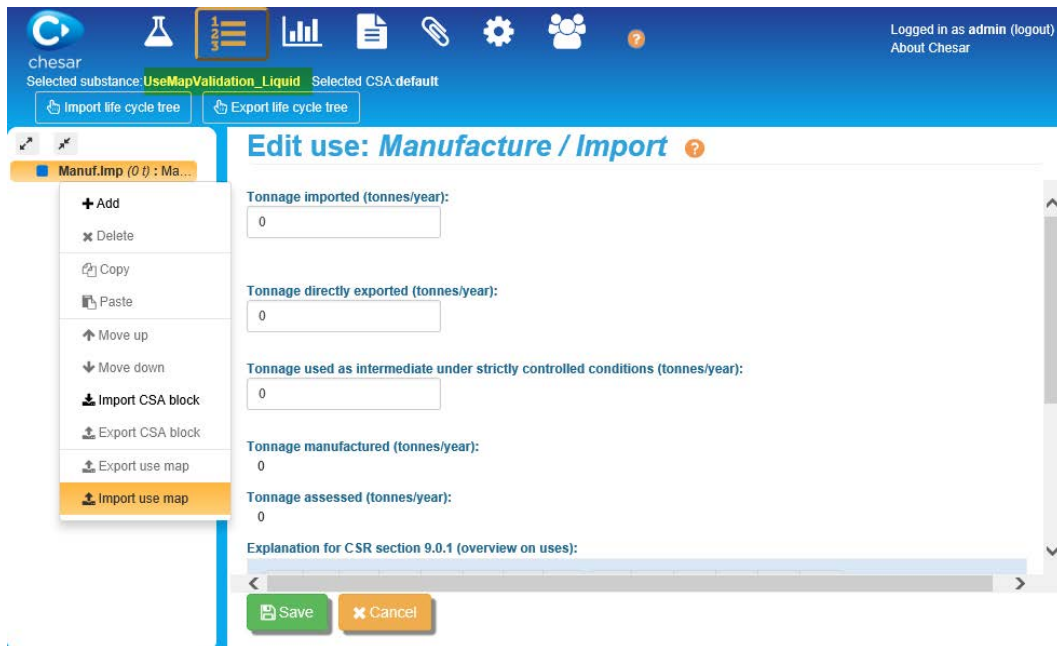 chesar
1
2
3
?
Logged in as admin (logout)
About Chesar
Selected substance:UseMapValidation_Liquid Selected CSA:default
Import life cycle tree
Export life cycle tree
Manuf.Imp (0 t) : Ma...
Add
Delete
Copy
Paste
Move up
Move down
Import CSA block
Export CSA block
Export use map
Import use map
Edit use: Manufacture / Import ?
Tonnage imported (tonnes/year):
0
Tonnage directly exported (tonnes/year):
0
Tonnage used as intermediate under strictly controlled conditions (tonnes/year):
0
Tonnage manufactured (tonnes/year):
0
Tonnage assessed (tonnes/year):
0
Explanation for CSR section 9.0.1 (overview on uses):
Save
Cancel